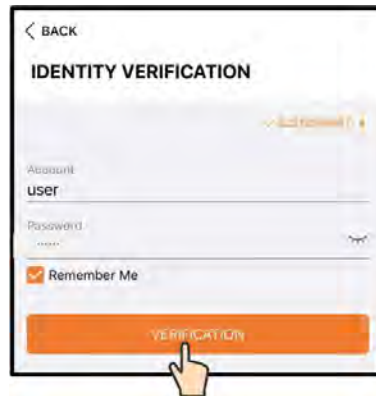 BACK
IDENTITY VERIFICATION
Account
user
Password
......
Remember Me
VERIFICATION